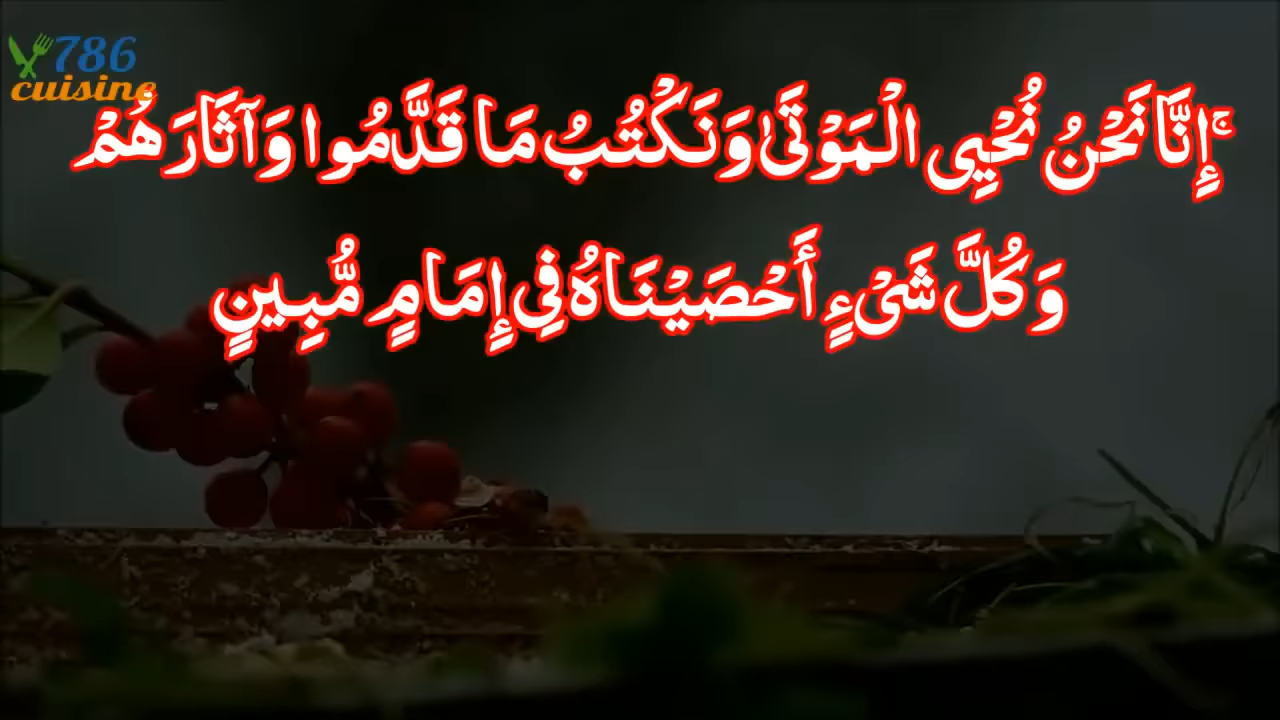 786
cuisine
ۚإِنَّا نَحْنُ نُحْيِي الْمَوْتَىٰ وَنَكْتُبُ مَا قَدَّمُوا وَآثَارَهُمْ
وَكُلَّ شَيْءٍ أَحْصَيْنَاهُ فِي إِمَامٍ مُّبِينٍ